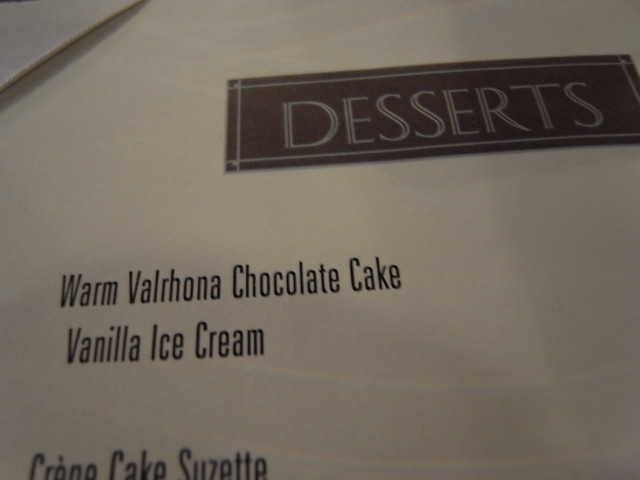 DESSERTS
Warm Valrhona Chocolate Cake
Vanilla Ice Cream
Crêpe Cake Suzette